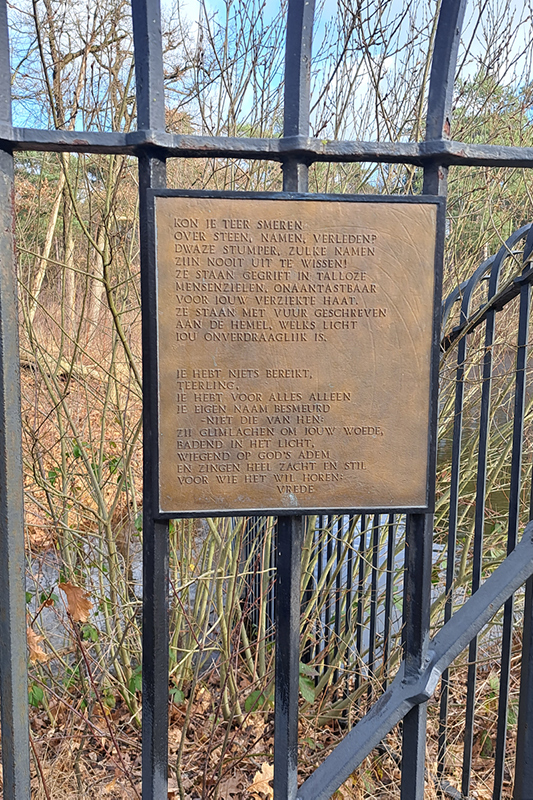 KON JE TEER SMEREN
OVER STEEN, NAMEN, VERLEDEN?
DWAZE STUMPER, ZULKE NAMEN
ZIJN NOOIT UIT TE WISSEN!
ZE STAAN GEGRIFT IN TALLOZE
MENSENZIELEN, ONAANTASTBAAR
VOOR JOUW VERZIEKTE HAAT.
ZE STAAN MET VUUR GESCHREVEN
AAN DE HEMEL, WELKS LICHT
JOU ONVERDRAAGLIJK IS.
JE HEBT NIETS BEREIKT,
TEERLING,
JE HEBT VOOR ALLES ALLEEN
JE EIGEN NAAM BESMEURD
-NIET DIE VAN HEN-
ZIJ GLIMLACHEN OM JOUW WOEDE,
BADEND IN HET LICHT,
WIEGEND OP GOD'S ADEM
EN ZINGEN HEEL ZACHT EN STIL
VOOR WIE HET WIL HOREN:
VREDE